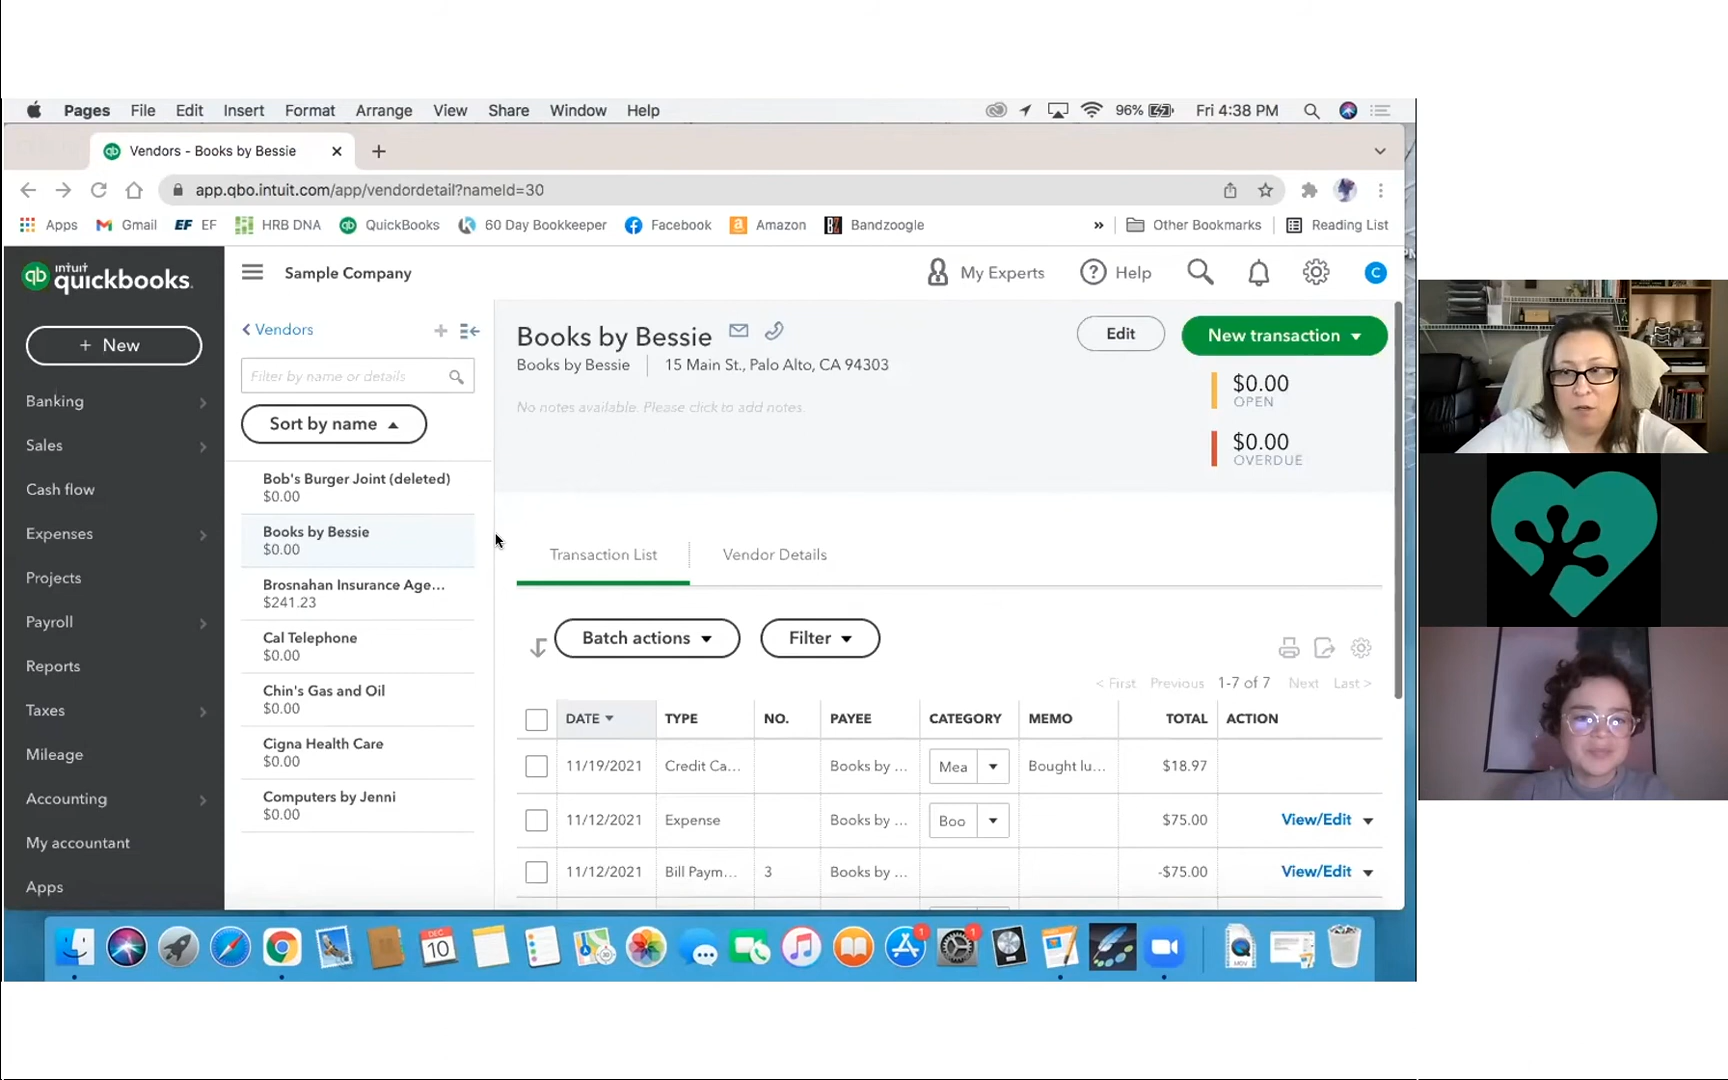 Pages File Edit Insert Format Arrange View Share Window Help 96% Fri 4:38 PM
Vendors - Books by Bessie
app.qbo.intuit.com/app/vendordetail?nameId=30
Apps Gmail EF EF HRB DNA QuickBooks 60 Day Bookkeeper Facebook Amazon Bandzoogle » Other Bookmarks Reading List
qb intuit quickbooks.
Sample Company
My Experts Help C
+ New
Banking
Sales
Cash flow
Expenses
Projects
Payroll
Reports
Taxes
Mileage
Accounting
My accountant
Apps
Vendors
Filter by name or details
Sort by name
Bob's Burger Joint (deleted)
$0.00
Books by Bessie
$0.00
Brosnahan Insurance Age...
$241.23
Cal Telephone
$0.00
Chin's Gas and Oil
$0.00
Cigna Health Care
$0.00
Computers by Jenni
$0.00
Books by Bessie
Edit New transaction
Books by Bessie 15 Main St., Palo Alto, CA 94303
No notes available. Please click to add notes.
$0.00
OPEN
$0.00
OVERDUE
Transaction List Vendor Details
Batch actions Filter
< First Previous 1-7 of 7 Next Last >
DATE TYPE NO. PAYEE CATEGORY MEMO TOTAL ACTION
11/19/2021 Credit Ca... Books by ... Mea Bought lu... $18.97
11/12/2021 Expense Books by ... Boo $75.00 View/Edit
11/12/2021 Bill Paym... 3 Books by ... -$75.00 View/Edit
DEC
10
1
1